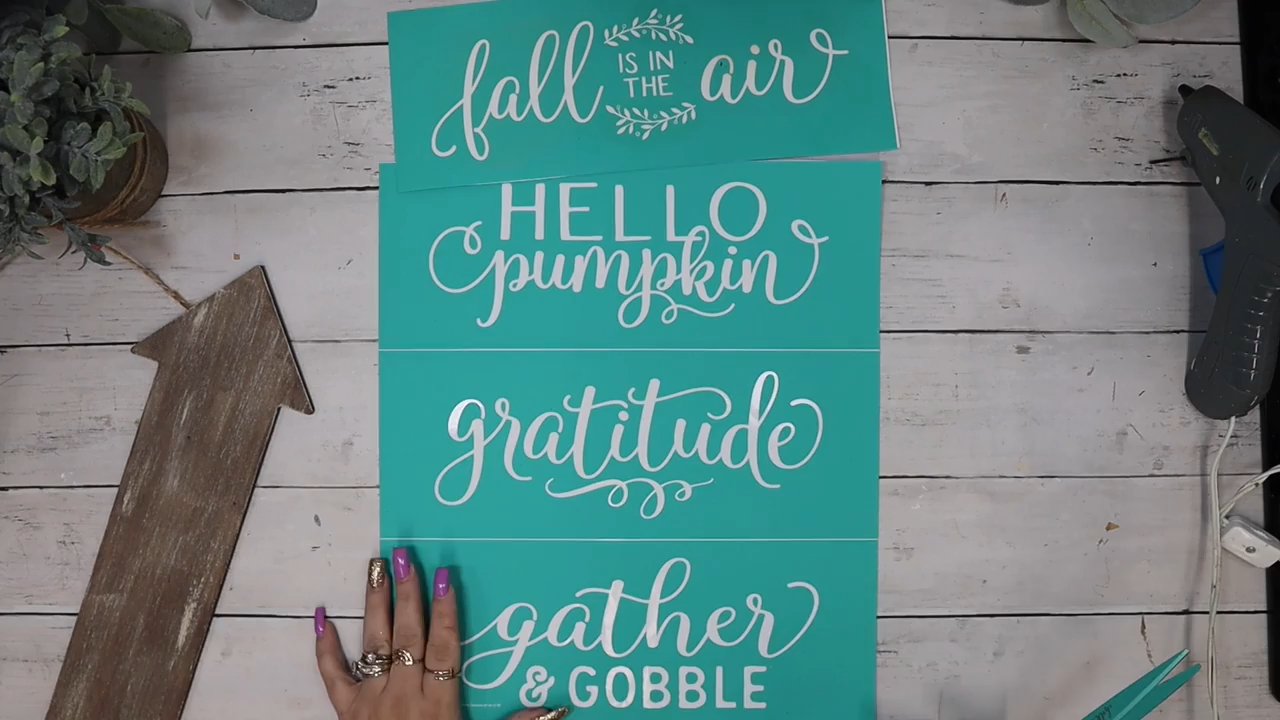 fall IS IN THE air
HELLO
pumpkin
gratitude
gather
& GOBBLE